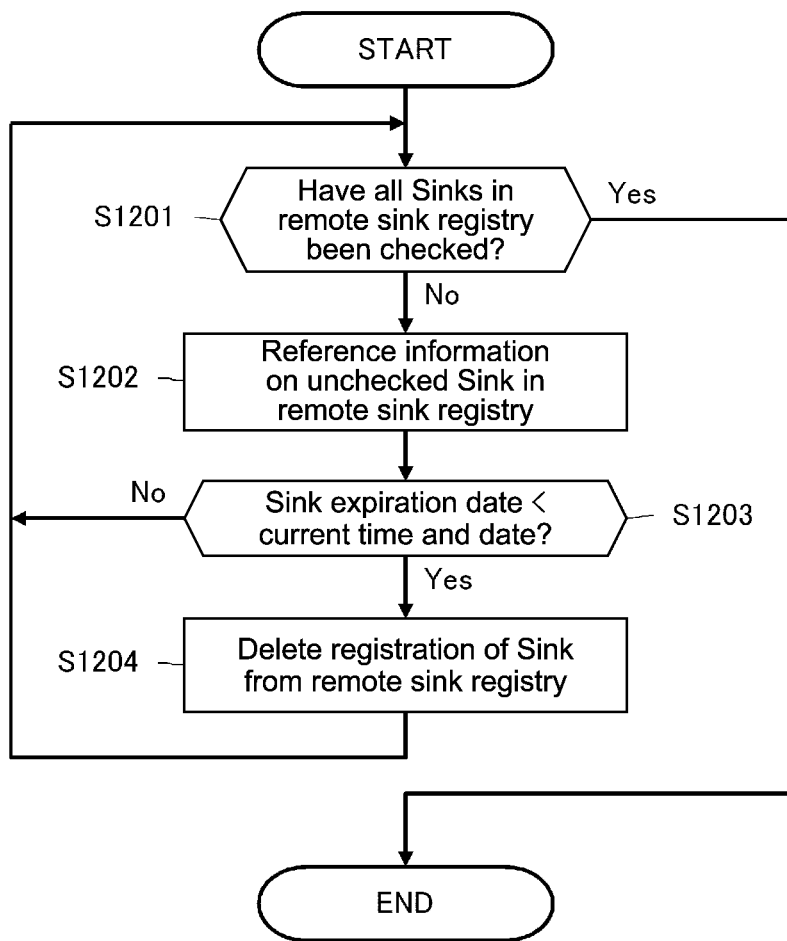 START
S1201
Have all Sinks in
remote sink registry
been checked?
Yes
No
S1202
Reference information
on unchecked Sink in
remote sink registry
No
Sink expiration date <
current time and date?
S1203
Yes
S1204
Delete registration of Sink
from remote sink registry
END